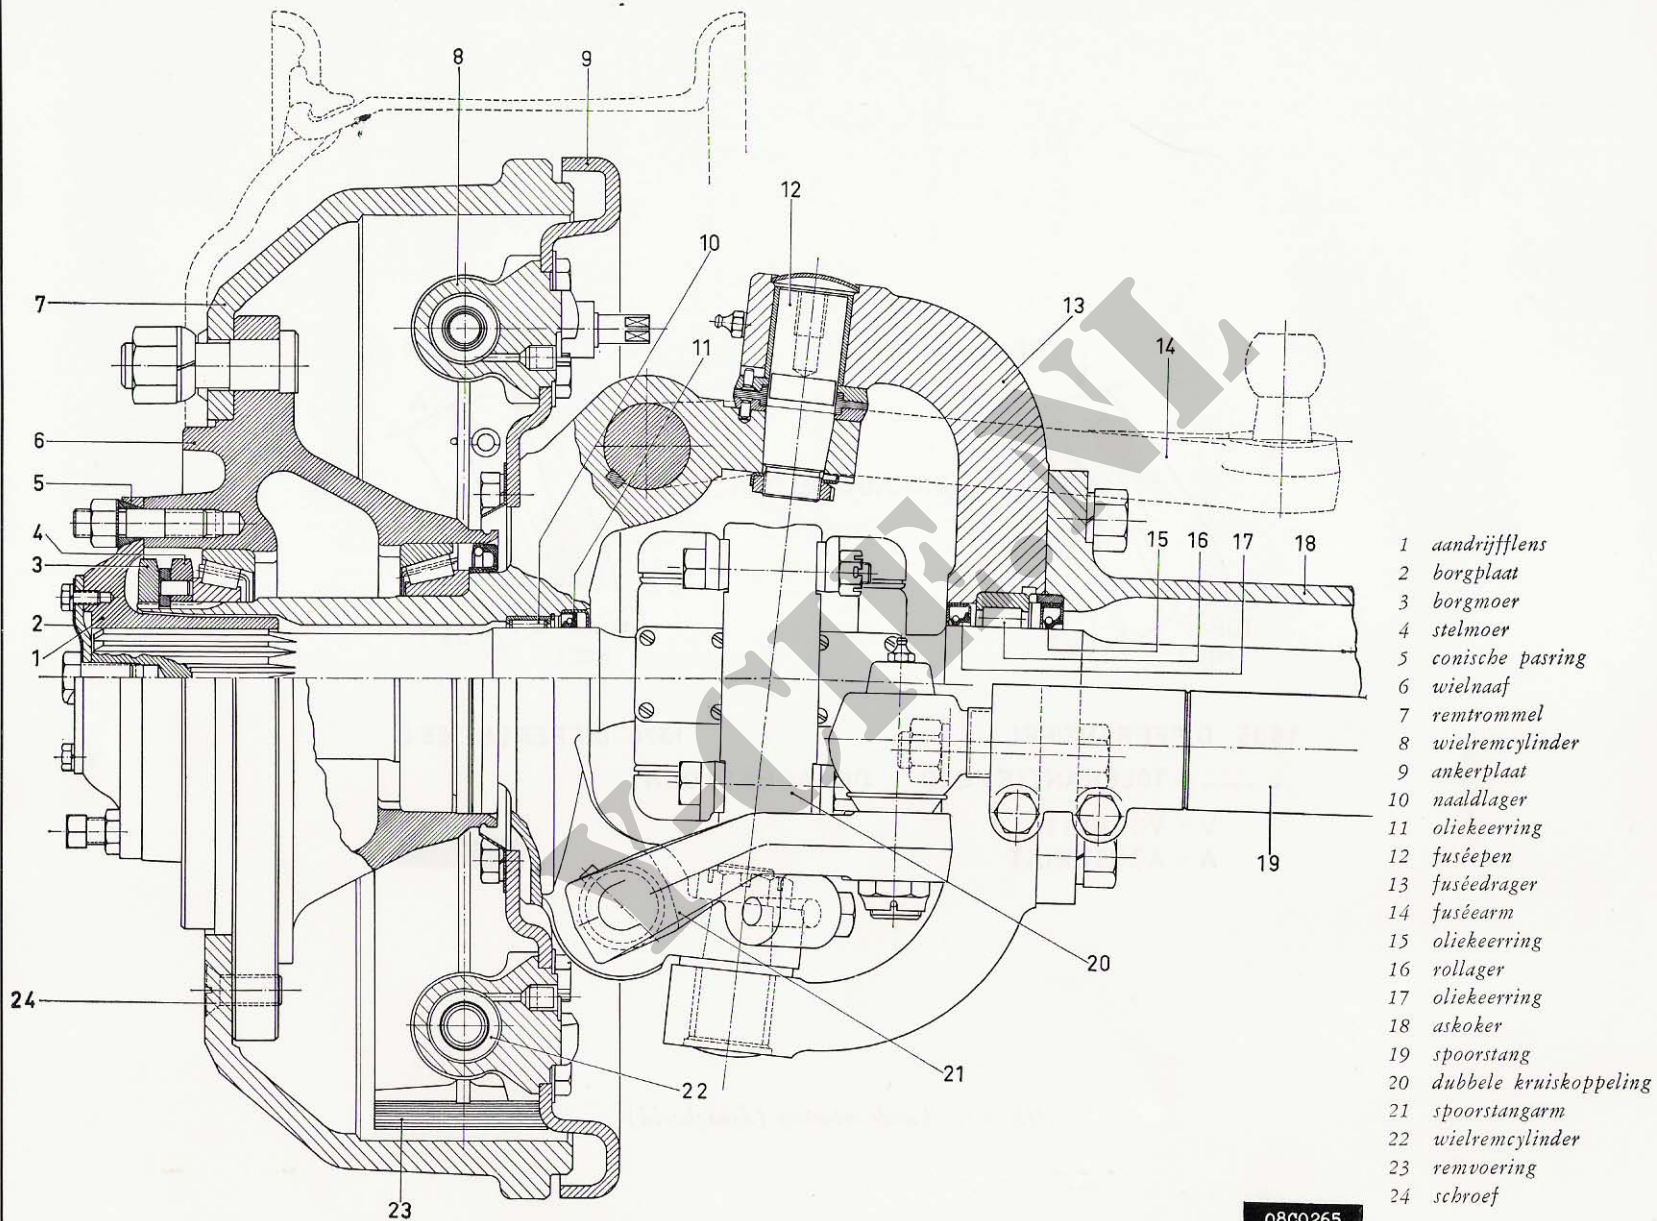 8
9
12
10
7
13
11
14
6
5
15 16 17 18
4
3
2
1
19
20
24
21
22
23
Y-CIE.NL
1 aandrijfflens
2 borgplaat
3 borgmoer
4 stelmoer
5 conische pasring
6 wielnaaf
7 remtrommel
8 wielremcylinder
9 ankerplaat
10 naaldlager
11 oliekeerring
12 fuséepen
13 fuséedrager
14 fuséearm
15 oliekeerring
16 rollager
17 oliekeerring
18 askoker
19 spoorstang
20 dubbele kruiskoppeling
21 spoorstangarm
22 wielremcylinder
23 remvoering
24 schroef
08C0265